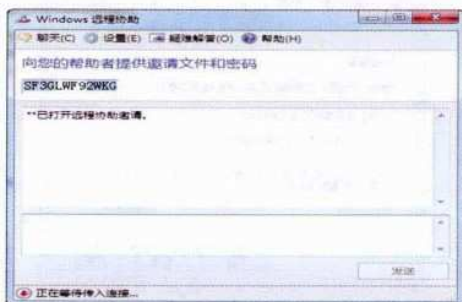 Windows 远程协助
聊天(C) 设置(E) 疑难解答(O) 帮助(H)
向您的帮助者提供邀请文件和密码
SF3GLWF92WKG
**已打开远程协助邀请。
发送
正在等待传入连接...